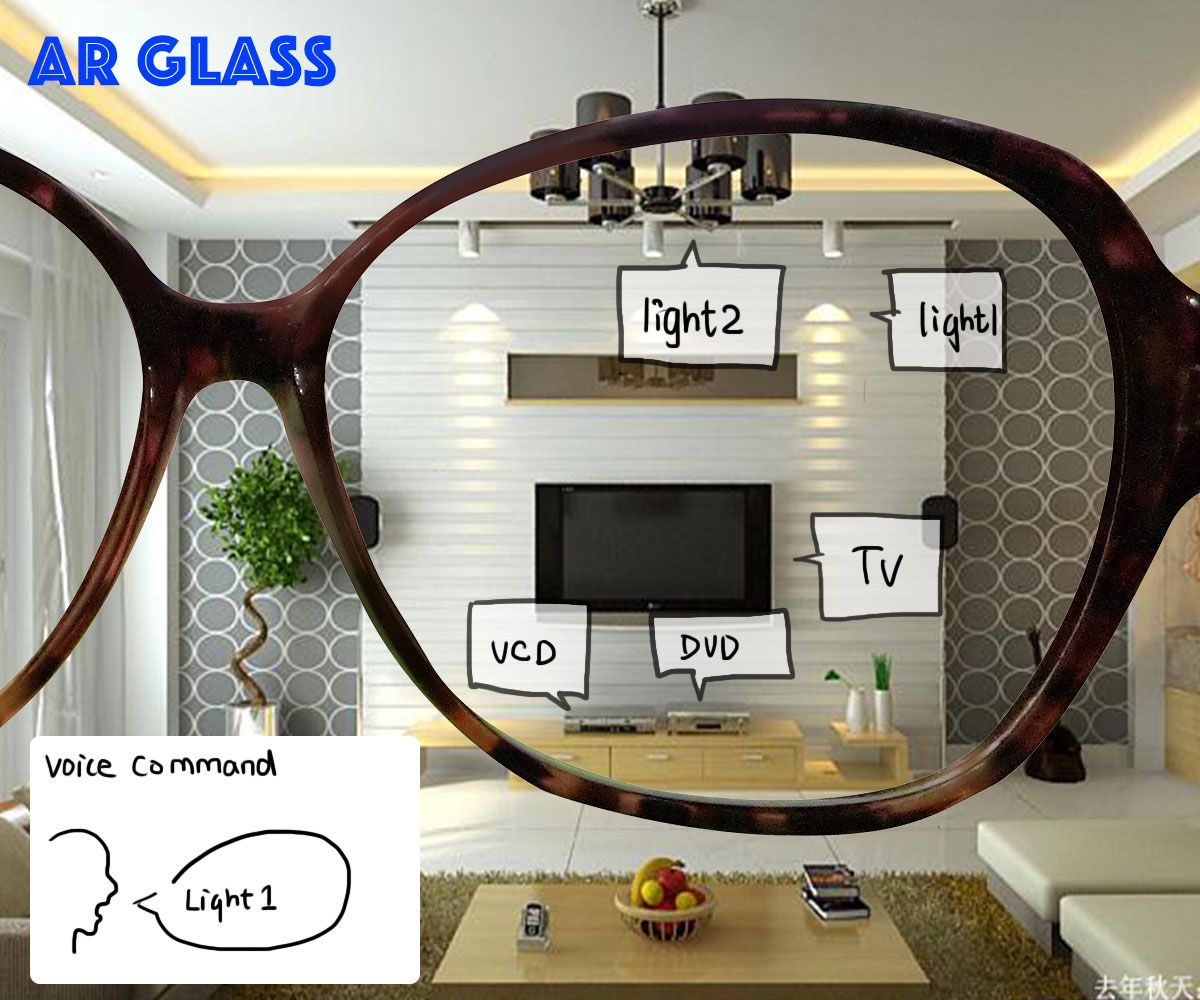 AR GLASS
light2
light1
TV
VCD
DVD
voice command
Light 1
去年秋天